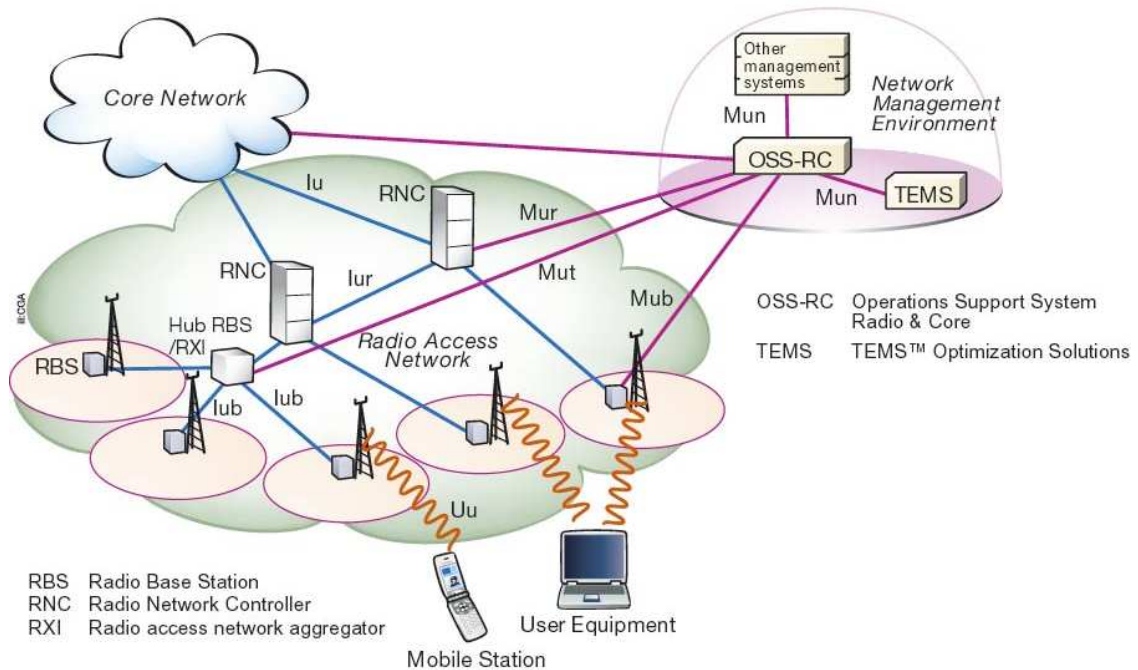 Other
management
systems
Core Network
Network
Management
Environment
Mun
OSS-RC
Mun
TEMS
Iu
RNC
Mur
RNC
Iur
Mut
Mub
OSS-RC Operations Support System
Radio & Core
TEMS TEMS™ Optimization Solutions
ill:CGA
Hub RBS
/RXI
Radio Access
Network
RBS
Iub
Iub
Uu
RBS Radio Base Station
RNC Radio Network Controller
RXI Radio access network aggregator
User Equipment
Mobile Station